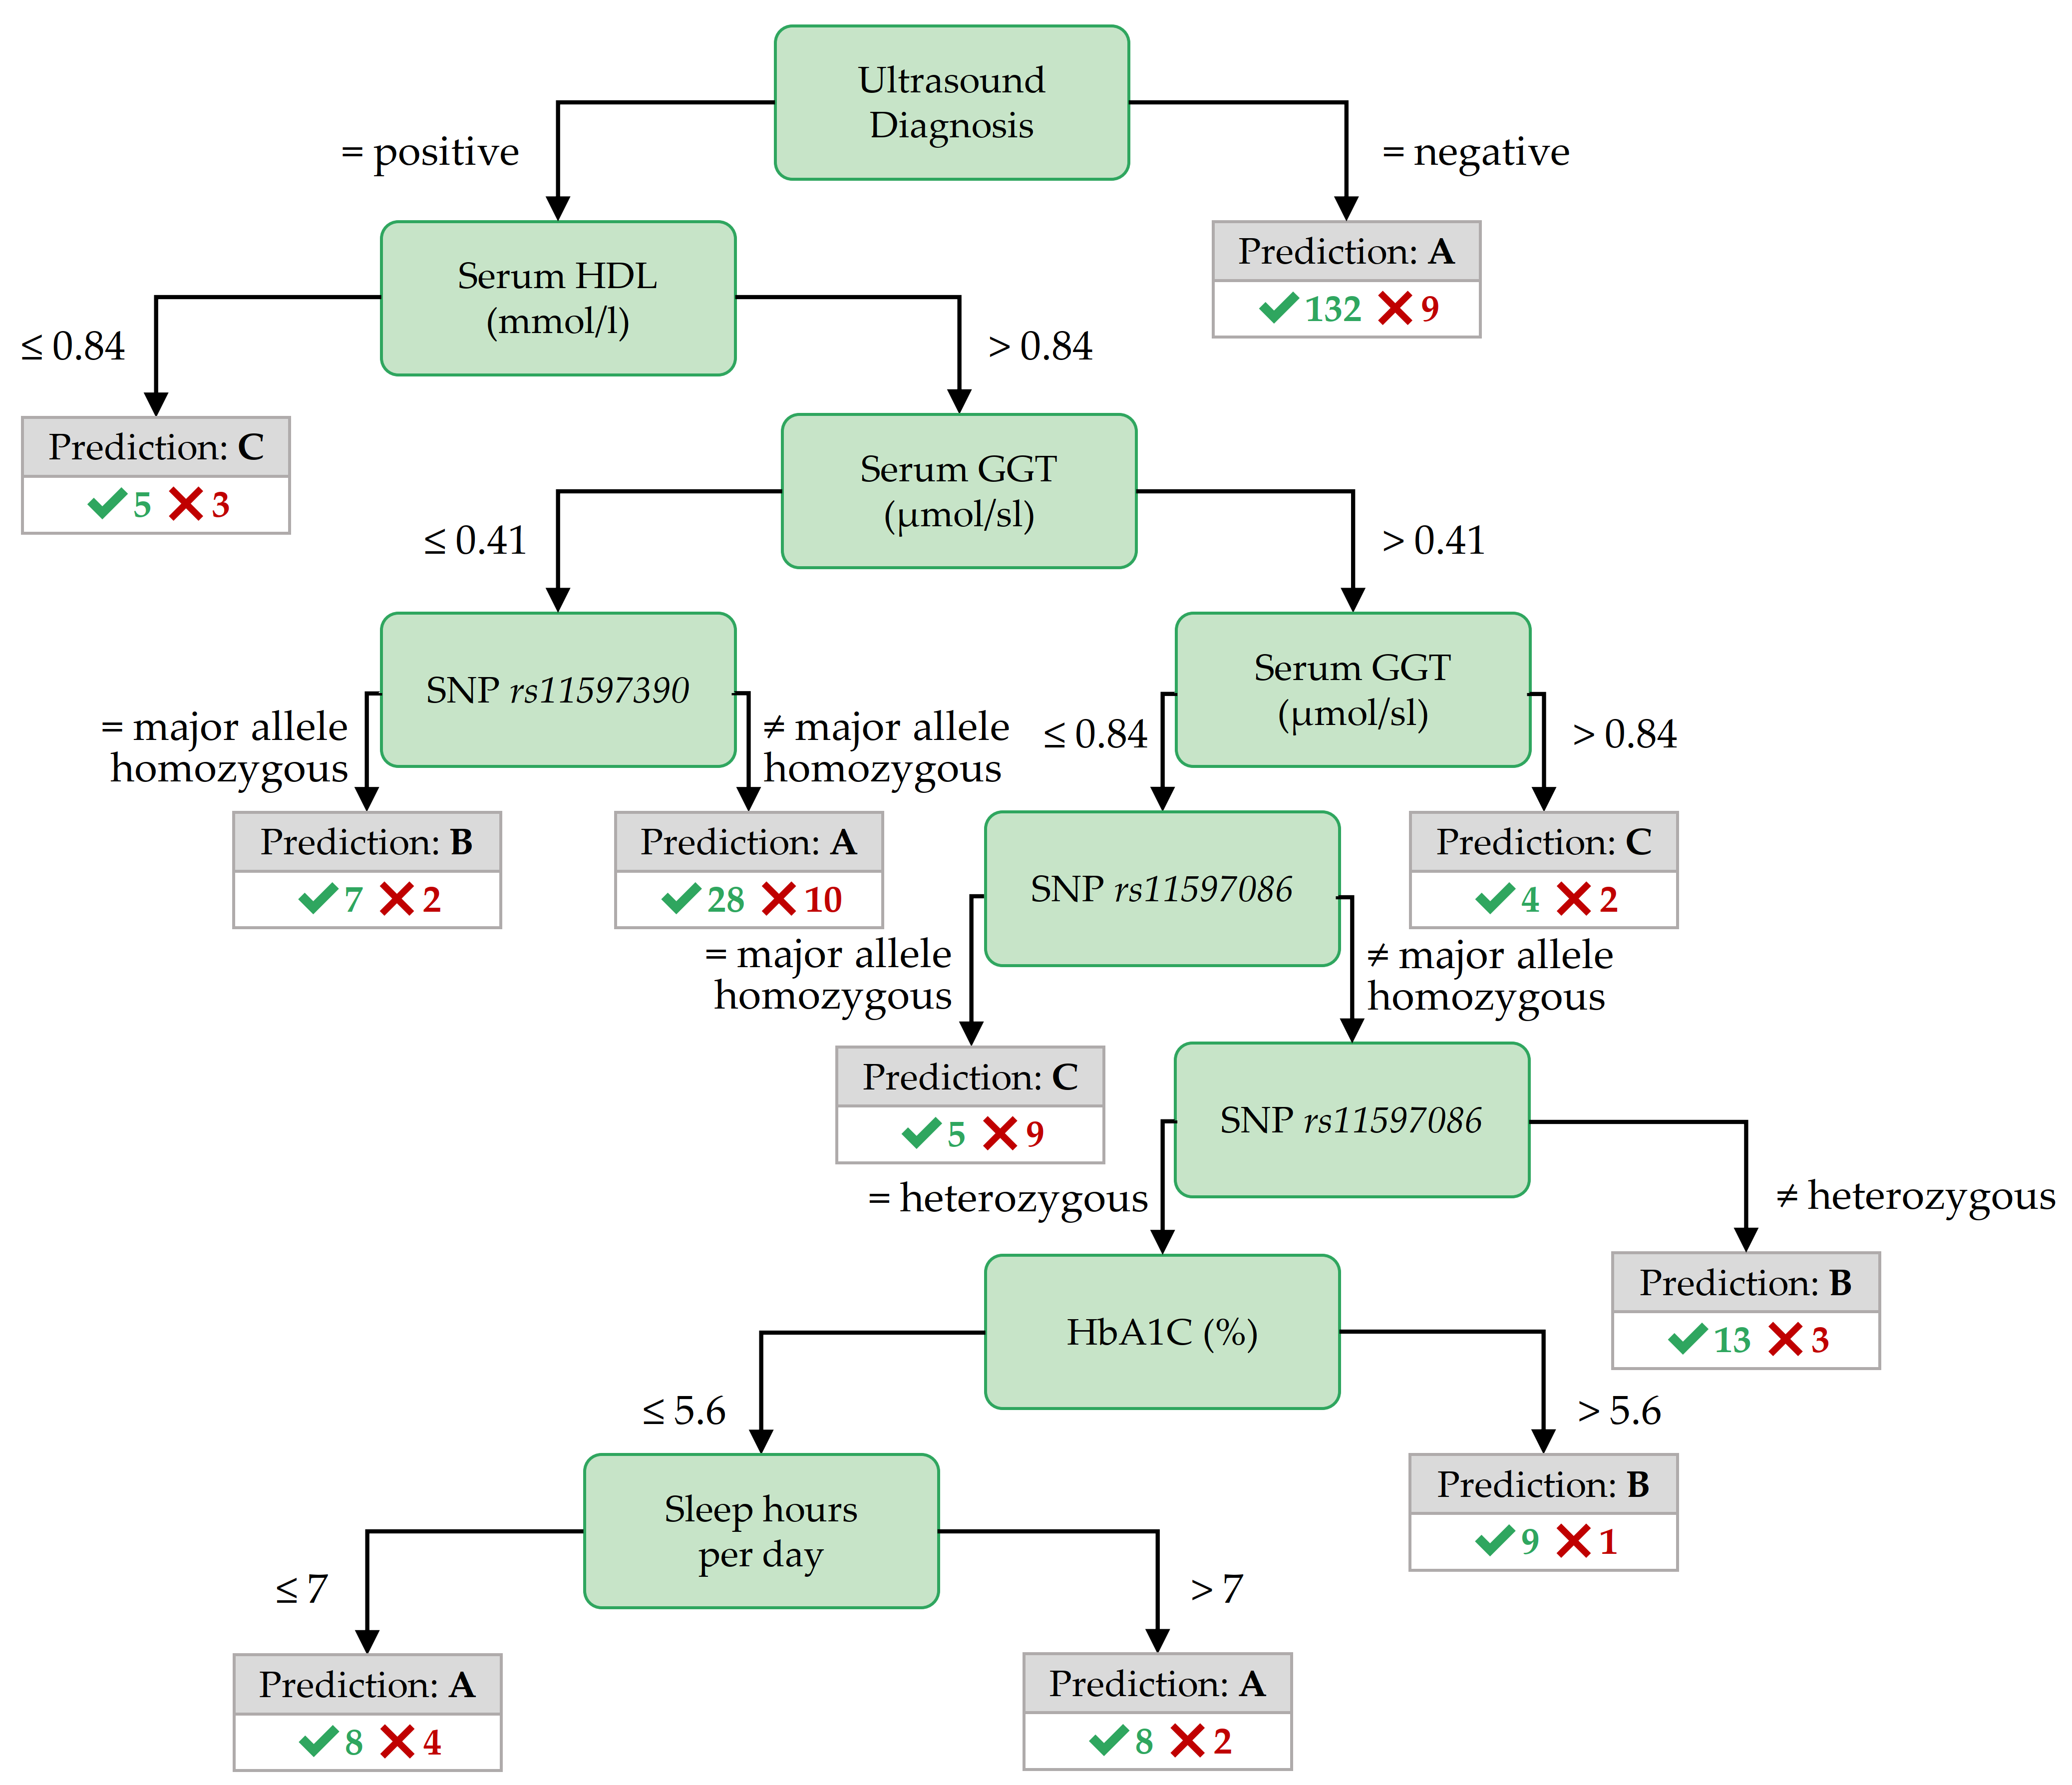 Ultrasound
Diagnosis
= positive
= negative
Serum HDL
(mmol/l)
Prediction: A
132 9
≤ 0.84
> 0.84
Prediction: C
5 3
Serum GGT
(µmol/sl)
≤ 0.41
> 0.41
SNP rs11597390
Serum GGT
(µmol/sl)
= major allele
homozygous
≠ major allele
homozygous
≤ 0.84
> 0.84
Prediction: B
7 2
Prediction: A
28 10
SNP rs11597086
Prediction: C
4 2
= major allele
homozygous
≠ major allele
homozygous
Prediction: C
5 9
SNP rs11597086
= heterozygous
≠ heterozygous
HbA1C (%)
Prediction: B
13 3
≤ 5.6
> 5.6
Sleep hours
per day
Prediction: B
9 1
≤ 7
> 7
Prediction: A
8 4
Prediction: A
8 2